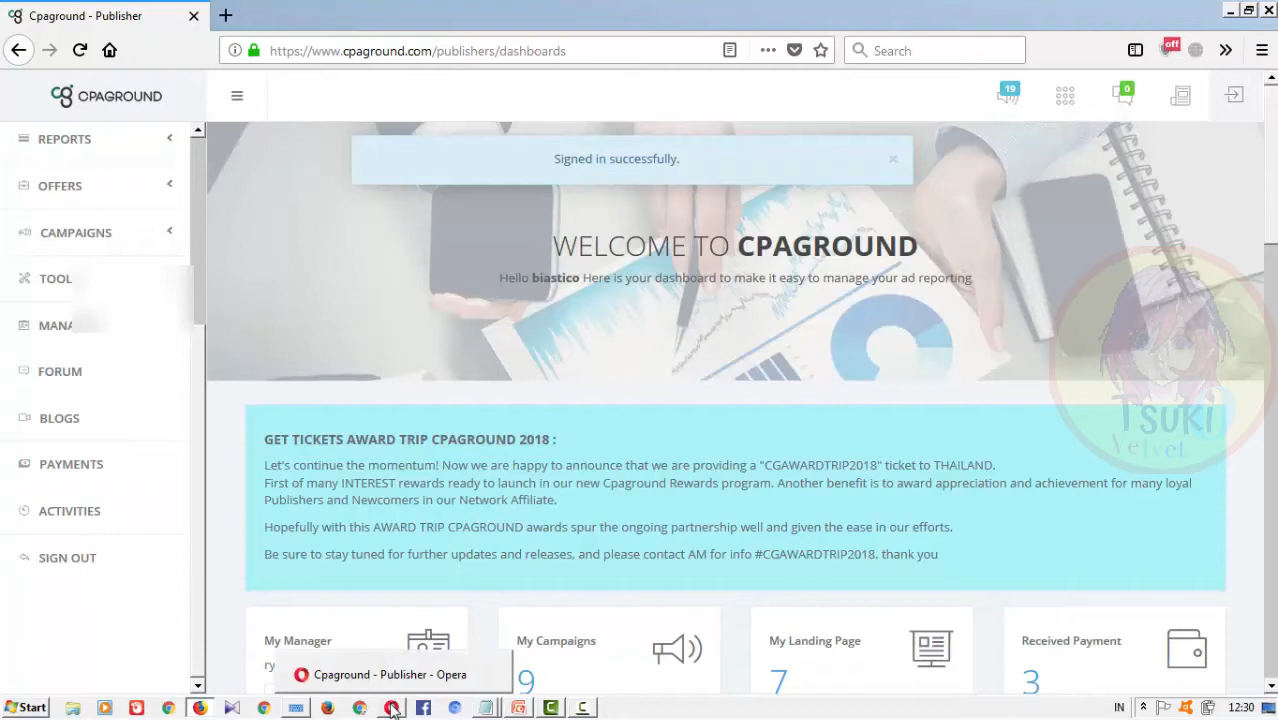 Cpaground - Publisher
https://www.cpaground.com/publishers/dashboards
Search
off
CPAGROUND
19
0
REPORTS
OFFERS
CAMPAIGNS
TOOL
MANA
FORUM
BLOGS
PAYMENTS
ACTIVITIES
SIGN OUT
Signed in successfully.
WELCOME TO CPAGROUND
Hello biastico Here is your dashboard to make it easy to manage your ad reporting
Tsuki
Velvet
GET TICKETS AWARD TRIP CPAGROUND 2018 :
Let's continue the momentum! Now we are happy to announce that we are providing a "CGAWARDTRIP2018" ticket to THAILAND.
First of many INTEREST rewards ready to launch in our new Cpaground Rewards program. Another benefit is to award appreciation and achievement for many loyal
Publishers and Newcomers in our Network Affiliate.
Hopefully with this AWARD TRIP CPAGROUND awards spur the ongoing partnership well and given the ease in our efforts.
Be sure to stay tuned for further updates and releases, and please contact AM for info #CGAWARDTRIP2018, thank you
My Manager
My Campaigns
9
My Landing Page
7
Received Payment
3
Cpaground - Publisher - Opera
Start
IN
12:30